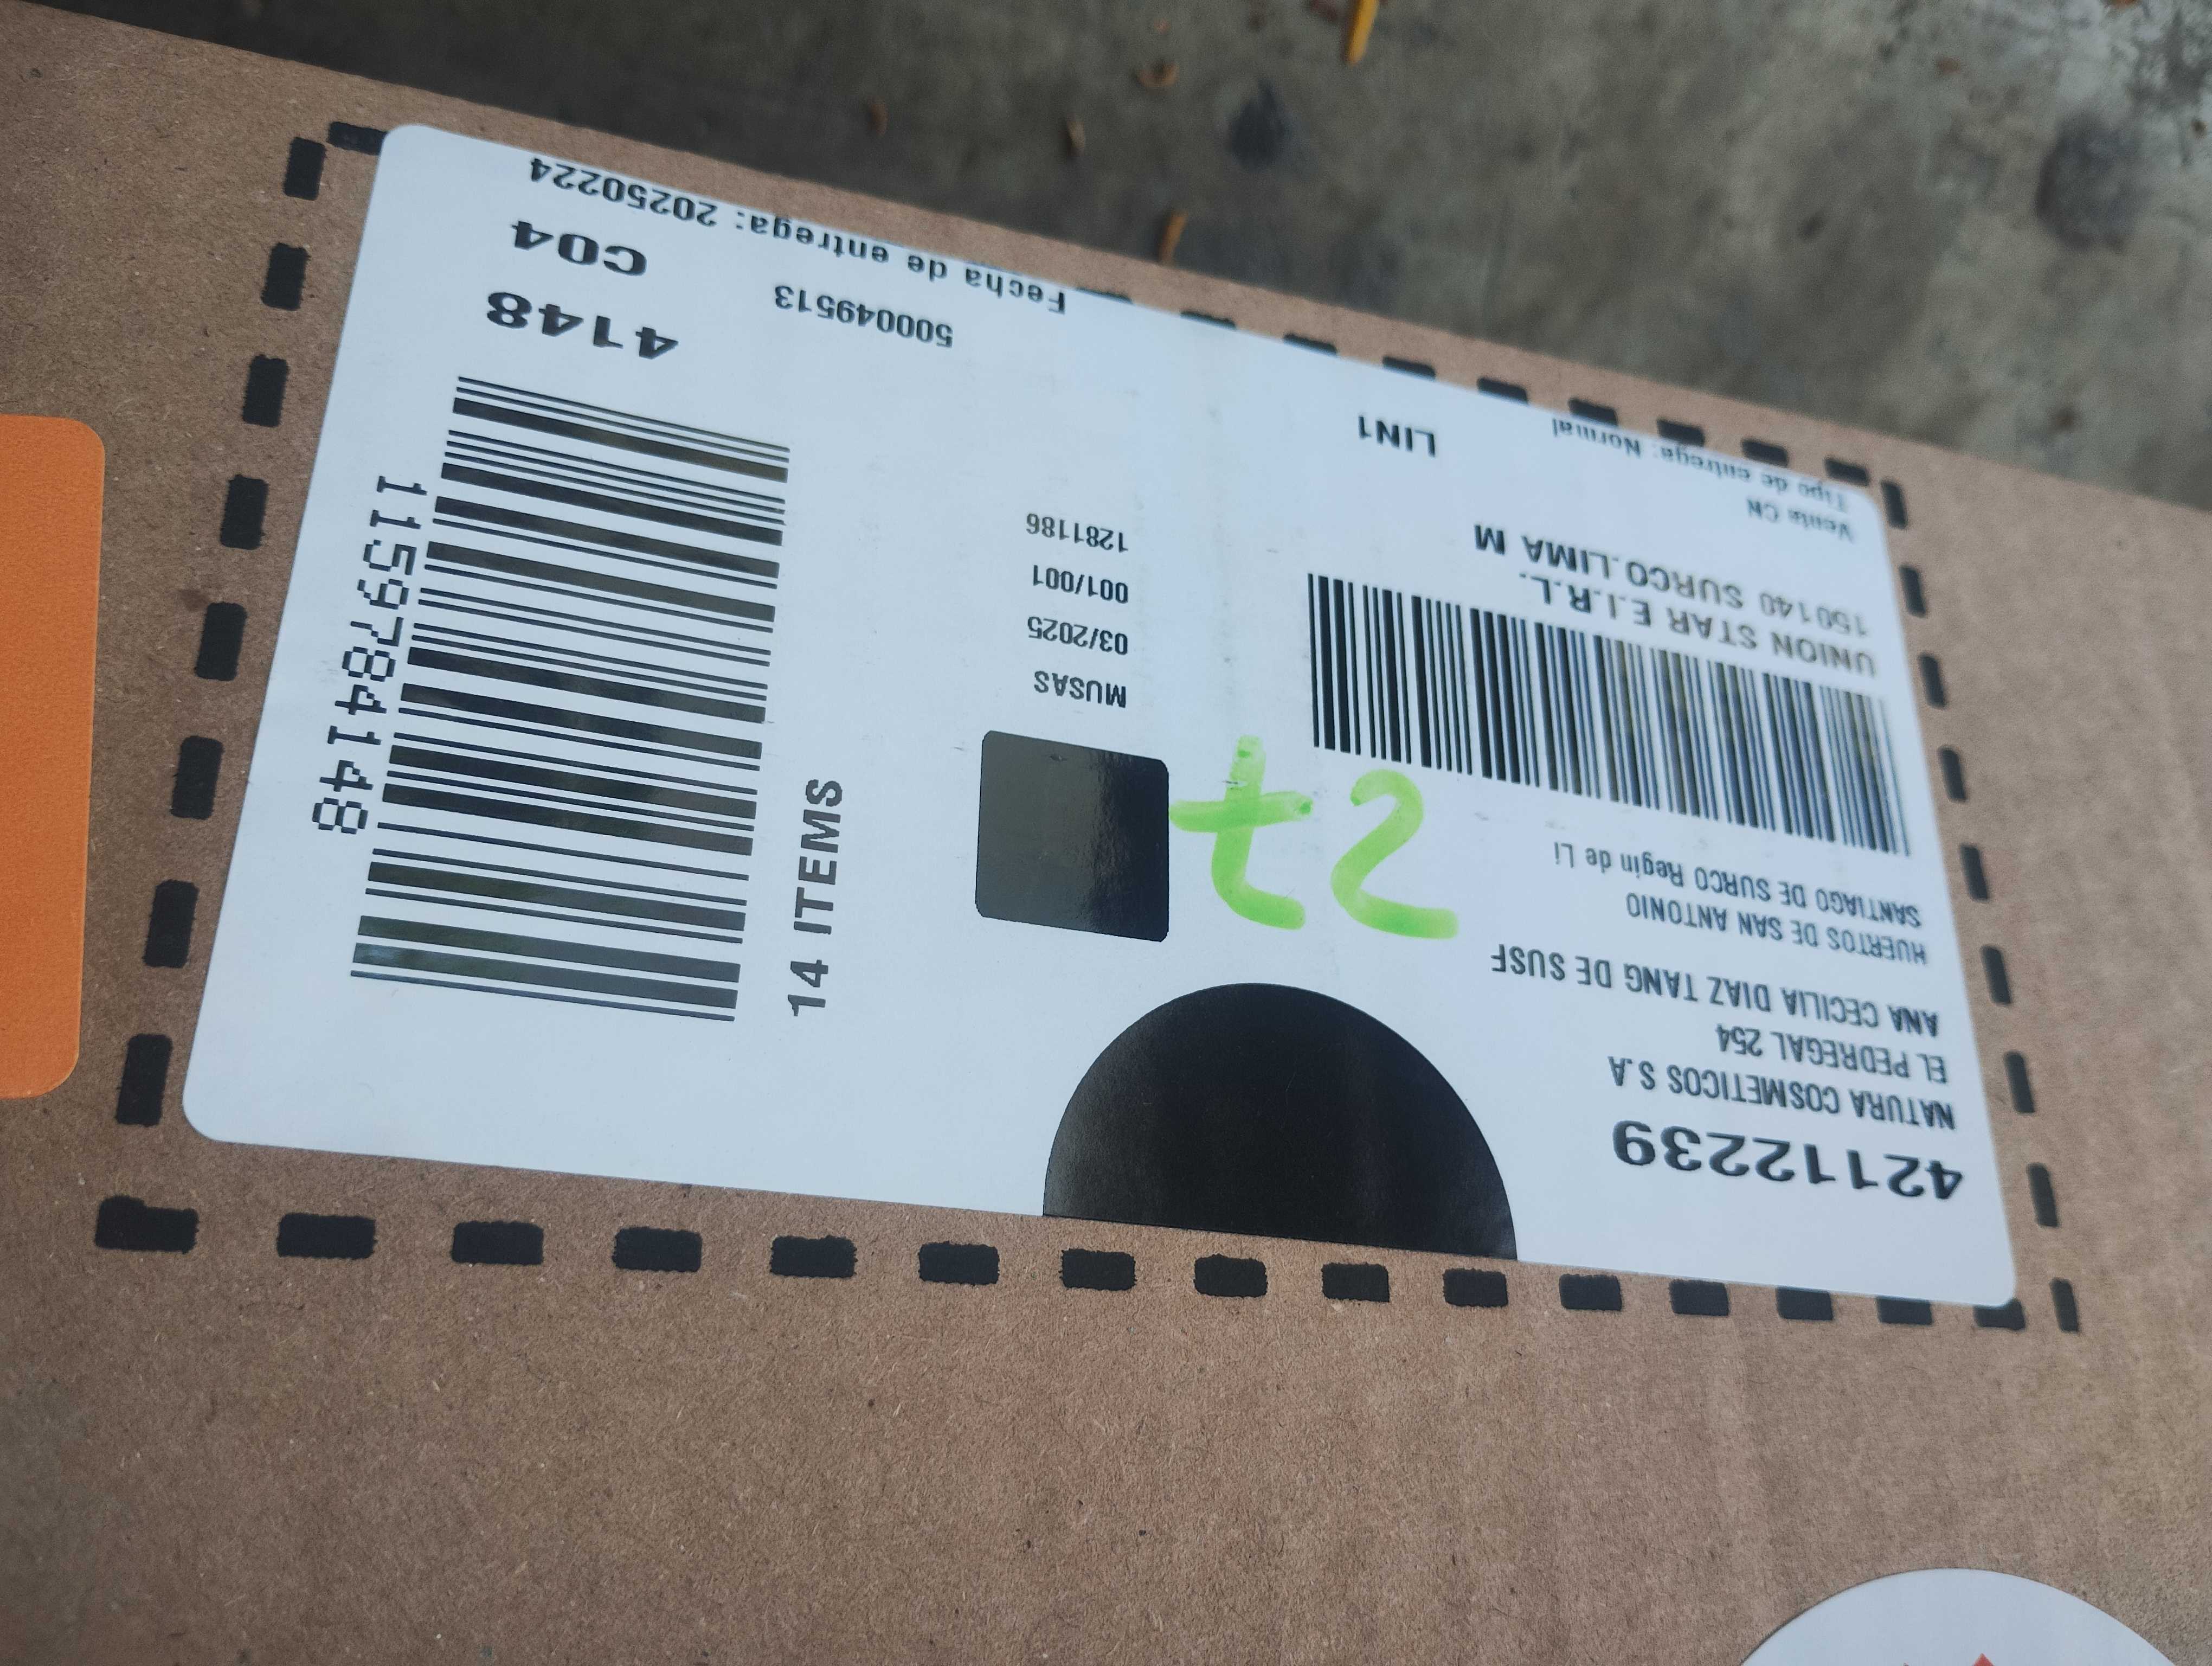 42112239
NATURA COSMETICOS S.A
EL PEDREGAL 254
ANA CECILIA DIAZ TANG DE SUSF
HUERTOS DE SAN ANTONIO
SANTIAGO DE SURCO Regin de Li
UNION STAR E.I.R.L.
150140 SURCO.LIMA M
Venta CN
Tipo de entrega: Normal
LIN1
27
MUSAS
03/2025
001/001
1281186
14 ITEMS
1159784148
4148
C04
500049513
Fecha de entrega: 20250224